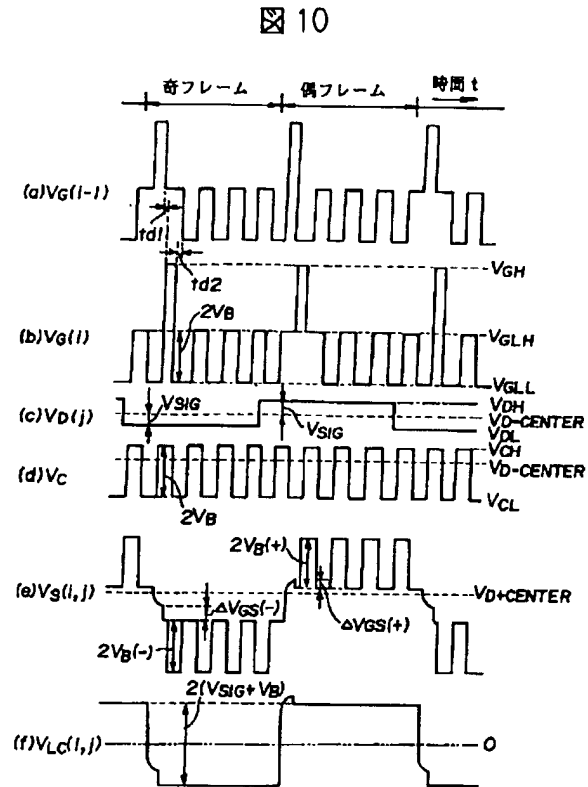 図10
奇フレーム 偶フレーム 時間 t
(a)VG(i-1)
td1
td2
VGH
2VB
(b)VG(i)
VGLH
VGLL
(c)VD(j)
VSIG
VSIG
VDH
VD-CENTER
VDL
VCH
(d)VC
VD-CENTER
2VB
VCL
2VB(+)
(e)VS(i,j)
VD+CENTER
ΔVGS(-)
ΔVGS(+)
2VB(-)
2(VSIG+VB)
(f)VLC(i,j)
0